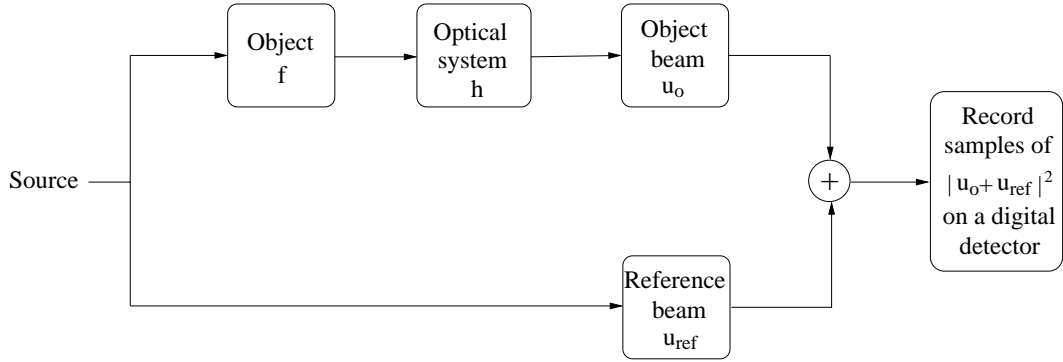 Object
f
Optical
system
h
Object
beam
u_o
Source
+
Reference
beam
u_ref
Record
samples of
| u_o + u_ref |^2
on a digital
detector